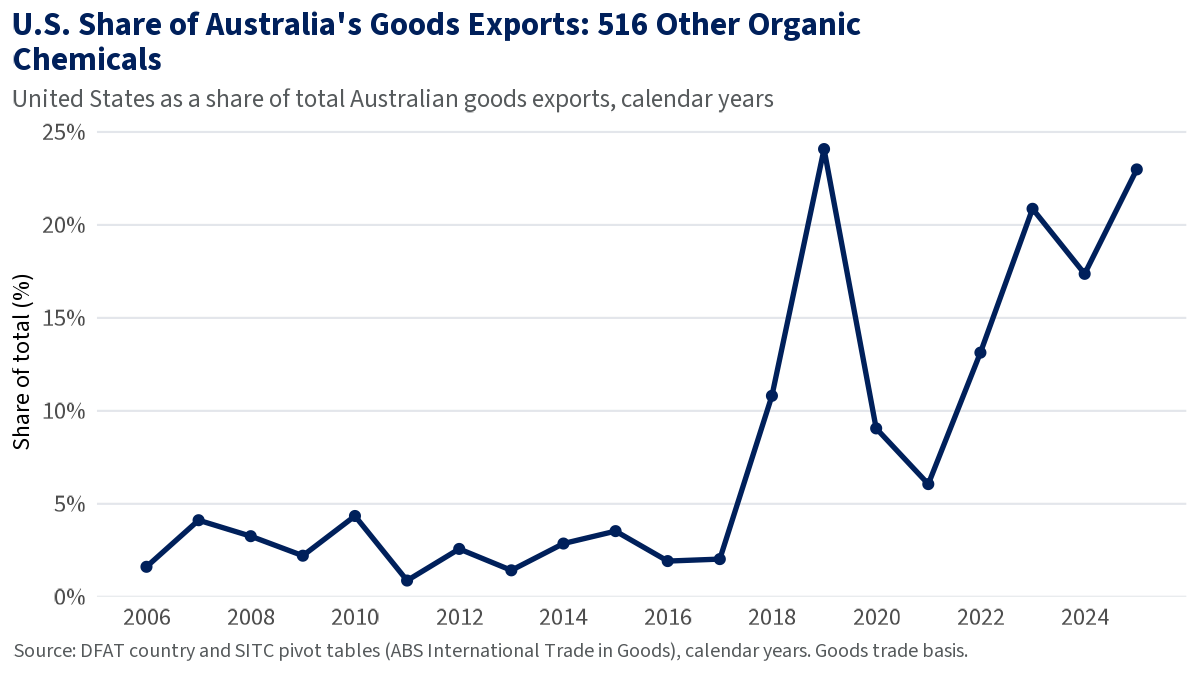 U.S. Share of Australia's Goods Exports: 516 Other Organic
Chemicals
United States as a share of total Australian goods exports, calendar years
25%
20%
15%
10%
5%
0%
Share of total (%)
2006 2008 2010 2012 2014 2016 2018 2020 2022 2024
Source: DFAT country and SITC pivot tables (ABS International Trade in Goods), calendar years. Goods trade basis.